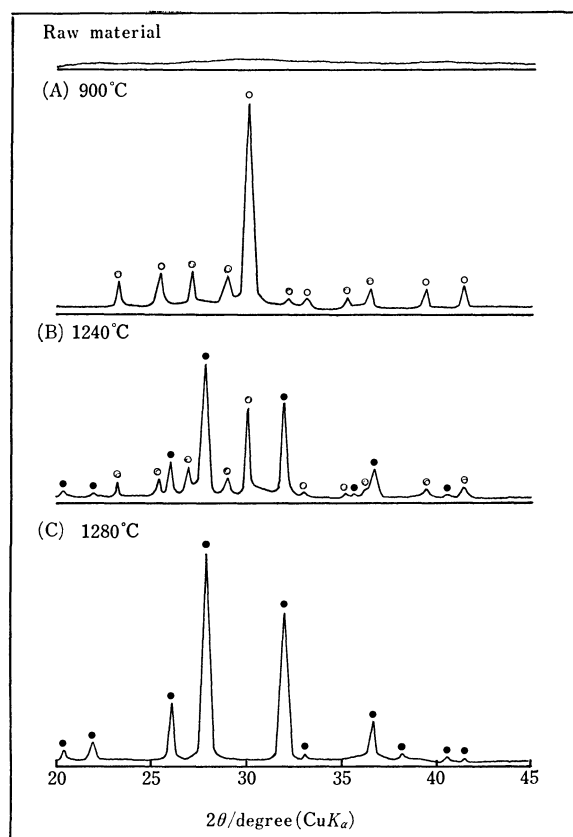 Raw material
(A) 900°C
(B) 1240°C
(C) 1280°C
20 25 30 35 40 45
2θ/degree (CuKα)